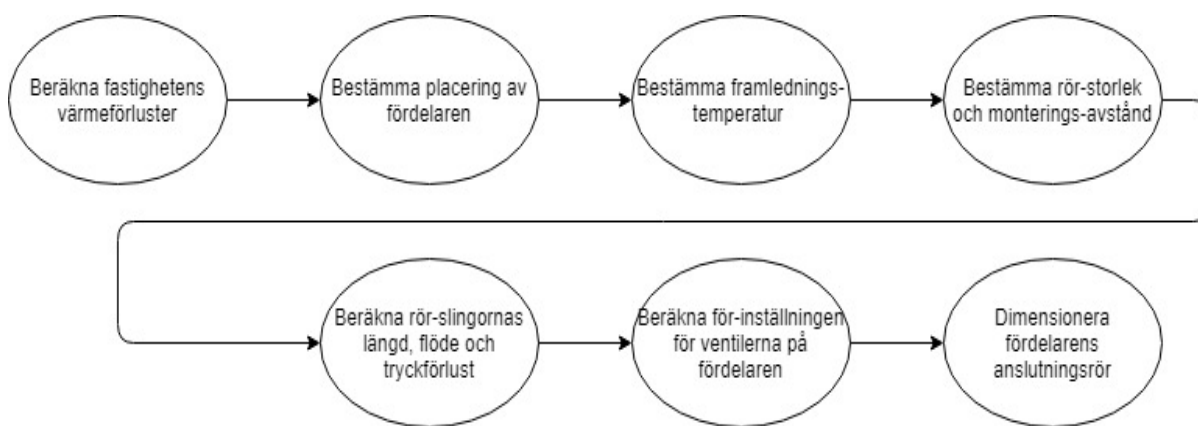 Beräkna fastighetens
värmeförluster
Bestämma placering av
fördelaren
Bestämma framlednings-
temperatur
Bestämma rör-storlek
och monterings-avstånd
Beräkna rör-slingornas
längd, flöde och
tryckförlust
Beräkna för-inställningen
för ventilerna på
fördelaren
Dimensionera
fördelarens
anslutningsrör